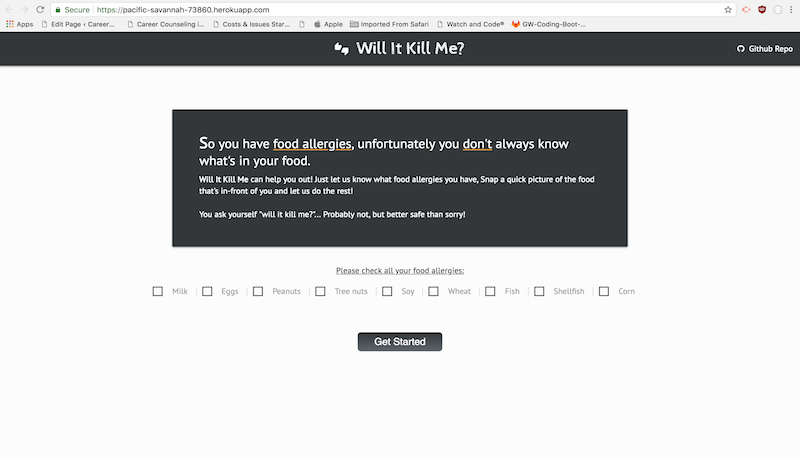 Secure https://pacific-savannah-73860.herokuapp.com
Apps Edit Page ‹ Career... Career Counseling i... Costs & Issues Star... Apple Imported From Safari Watch and Code® GW-Coding-Boot-...
Will It Kill Me?
Github Repo
So you have food allergies, unfortunately you don't always know
what's in your food.
Will It Kill Me can help you out! Just let us know what food allergies you have, Snap a quick picture of the food
that's in-front of you and let us do the rest!
You ask yourself "will it kill me?"... Probably not, but better safe than sorry!
Please check all your food allergies:
Milk Eggs Peanuts Tree nuts Soy Wheat Fish Shellfish Corn
Get Started